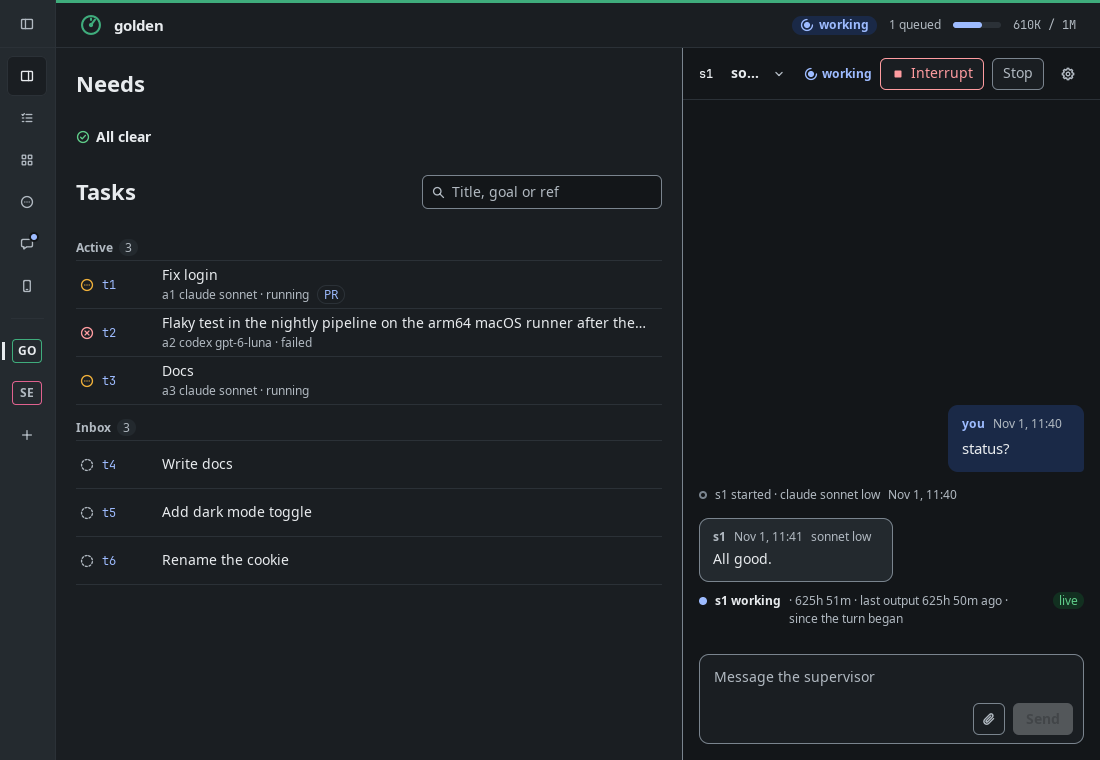 golden
working
1 queued
610K / 1M
GO
SE
Needs
All clear
Tasks
Title, goal or ref
Active 3
t1
Fix login
a1 claude sonnet · running PR
t2
Flaky test in the nightly pipeline on the arm64 macOS runner after the…
a2 codex gpt-6-luna · failed
t3
Docs
a3 claude sonnet · running
Inbox 3
t4 Write docs
t5 Add dark mode toggle
t6 Rename the cookie
s1 so… working Interrupt Stop
you Nov 1, 11:40
status?
s1 started · claude sonnet low Nov 1, 11:40
s1 Nov 1, 11:41 sonnet low
All good.
s1 working · 625h 51m · last output 625h 50m ago · live
since the turn began
Message the supervisor
Send